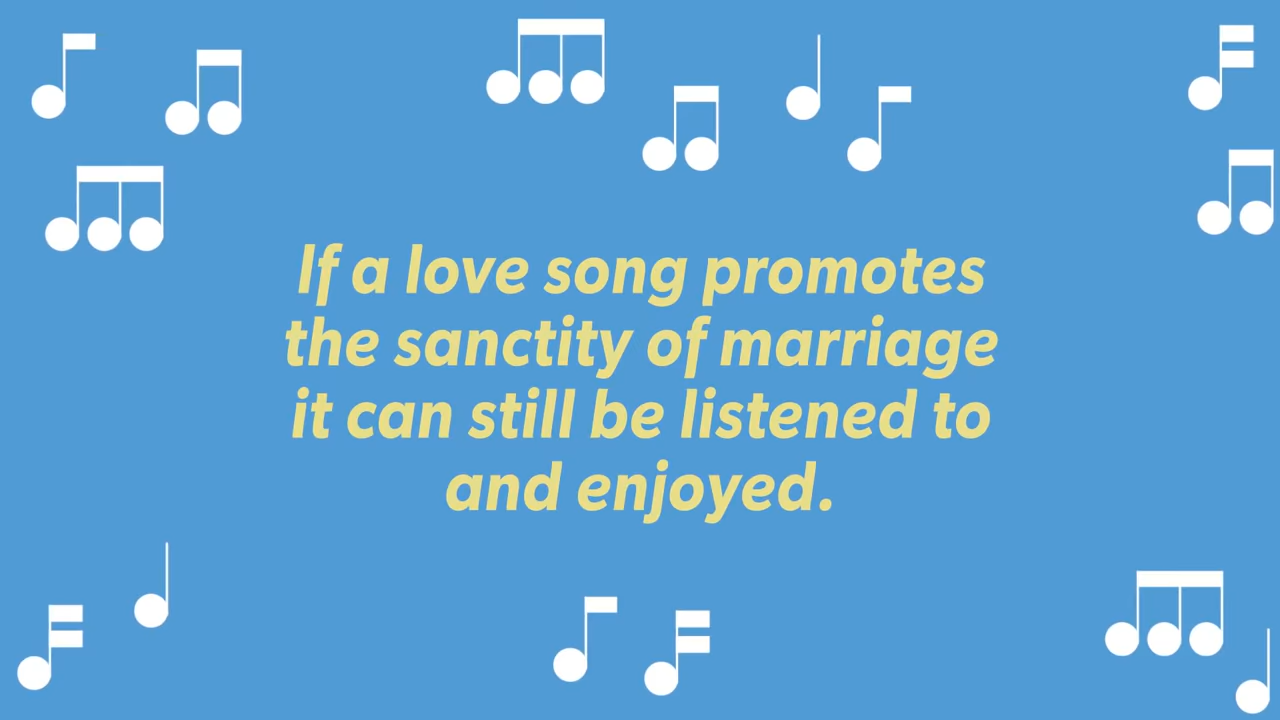 If a love song promotes
the sanctity of marriage
it can still be listened to
and enjoyed.